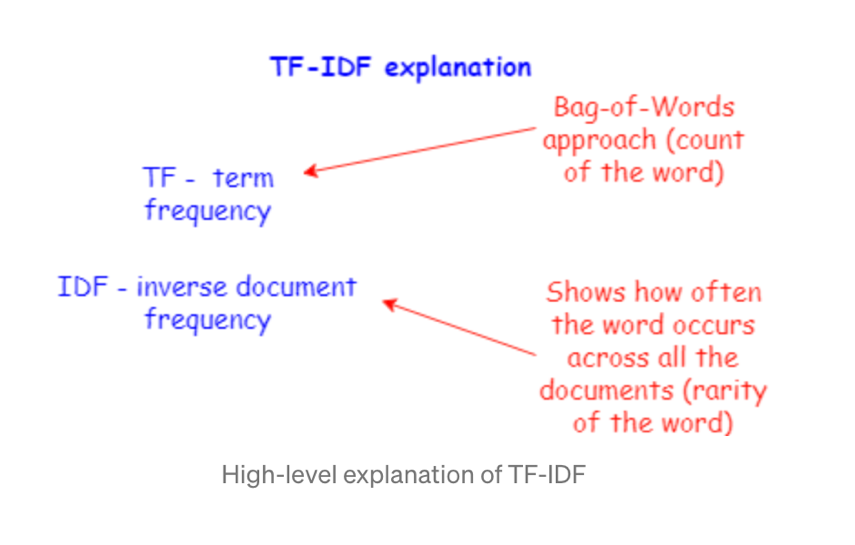 TF-IDF explanation
Bag-of-Words
approach (count
of the word)
TF - term
frequency
IDF - inverse document
frequency
Shows how often
the word occurs
across all the
documents (rarity
of the word)
High-level explanation of TF-IDF